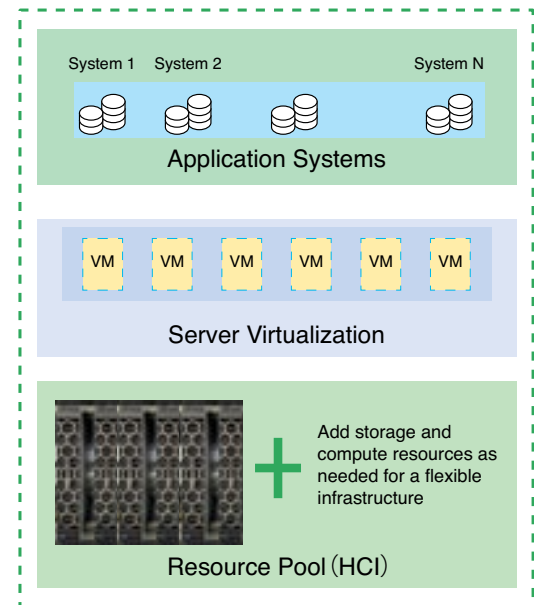 System 1
System 2
System N
Application Systems
VM
VM
VM
VM
VM
VM
Server Virtualization
Add storage and
compute resources as
needed for a flexible
infrastructure
Resource Pool（HCI）